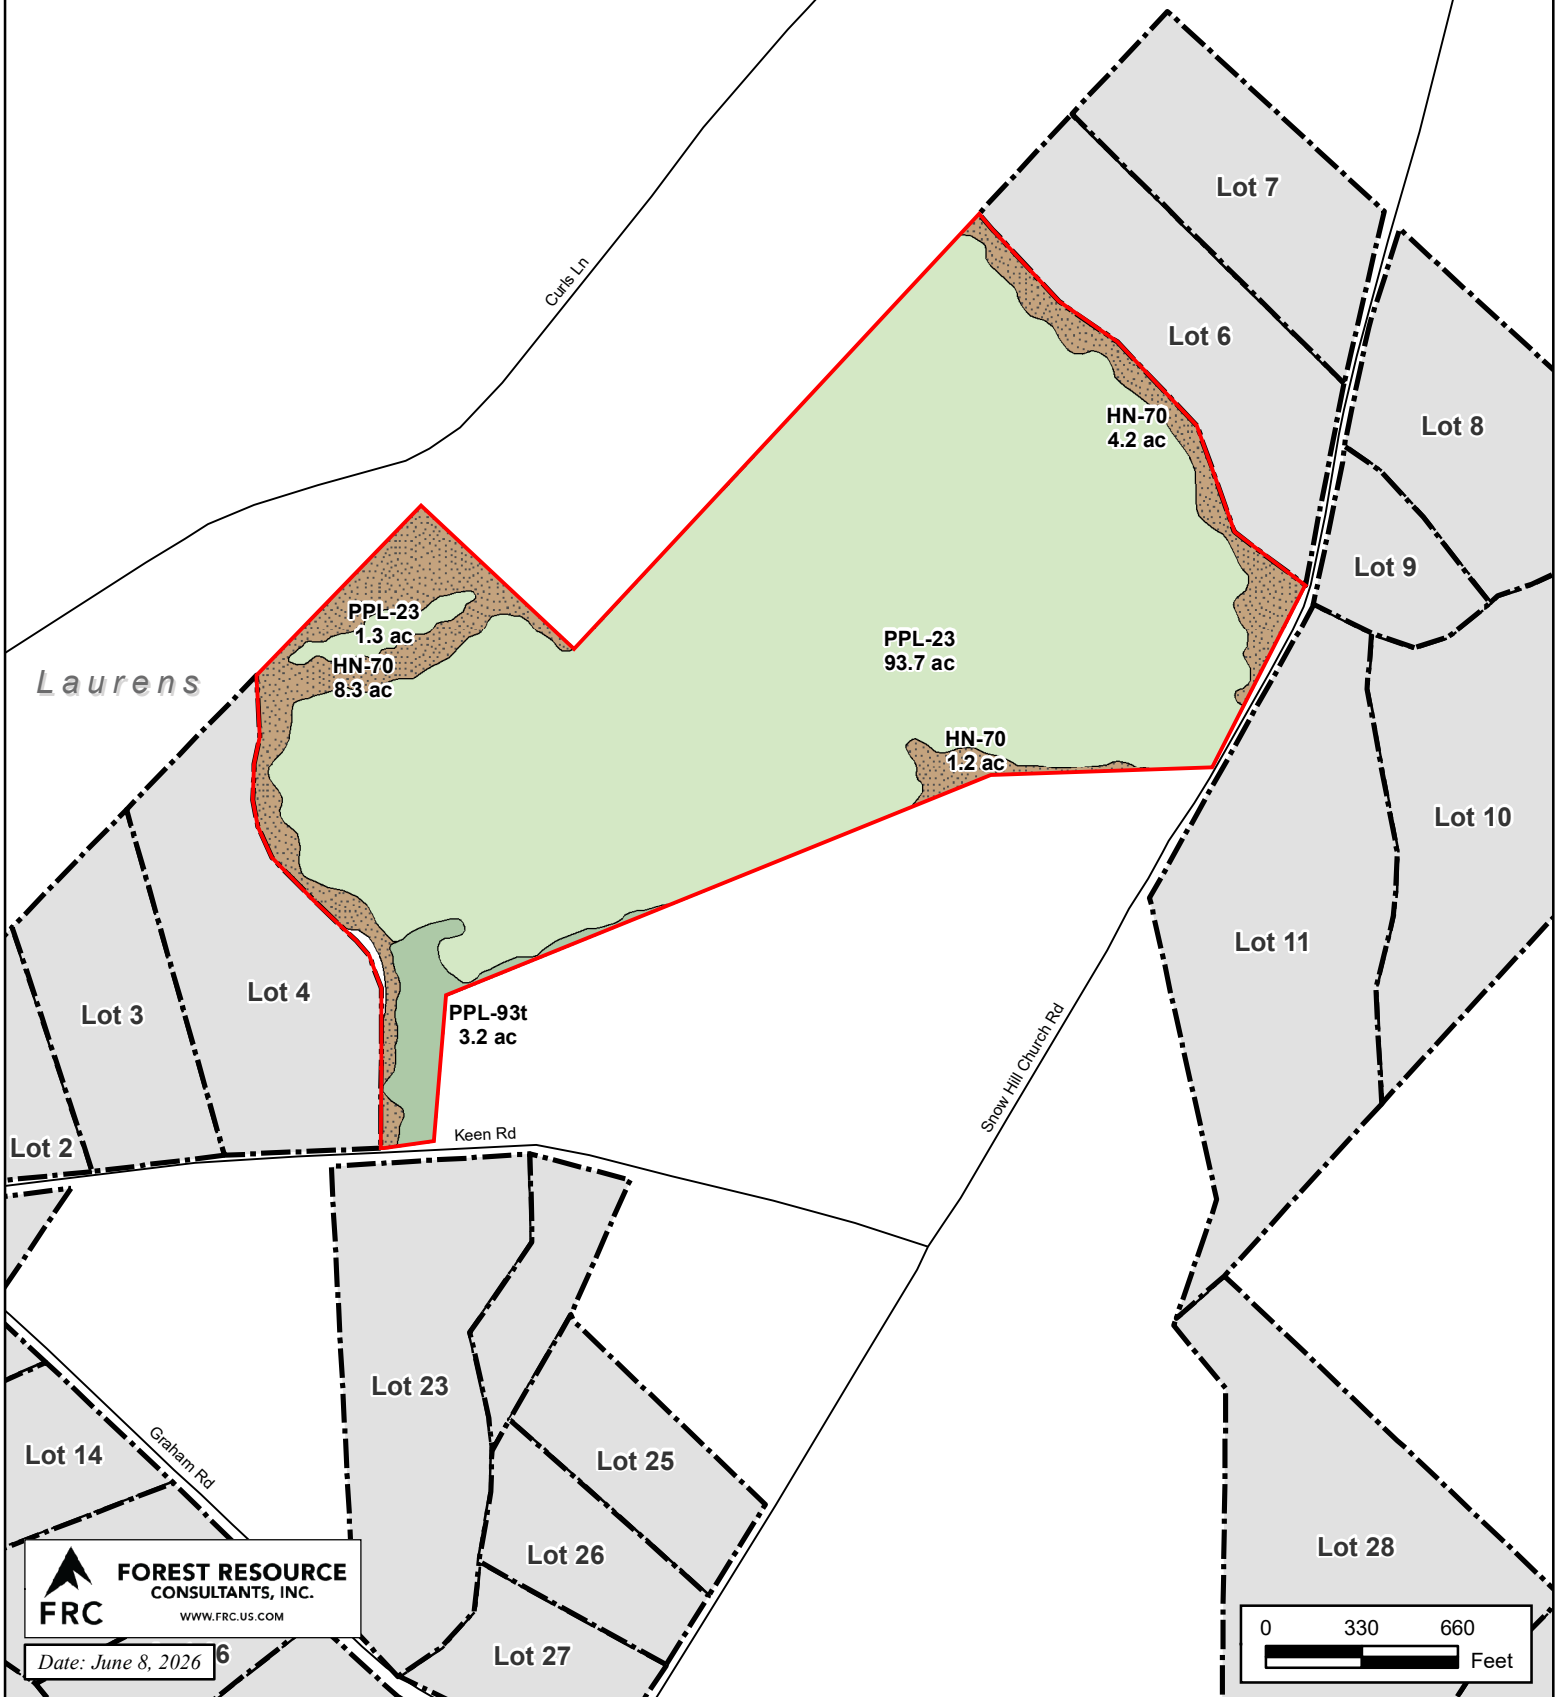 Lot 7
Curls Ln
Lot 6
HN-70
4.2 ac
Lot 8
Lot 9
PPL-23
1.3 ac
HN-70
8.3 ac
PPL-23
93.7 ac
Laurens
HN-70
1.2 ac
Lot 10
Lot 11
Lot 4
Lot 3
PPL-93t
3.2 ac
Snow Hill Church Rd
Keen Rd
Lot 2
Lot 23
Lot 14
Graham Rd
Lot 25
Lot 26
Lot 28
Lot 27
6
FOREST RESOURCE
CONSULTANTS, INC.
WWW.FRC.US.COM
FRC
Date: June 8, 2026
0 330 660
Feet